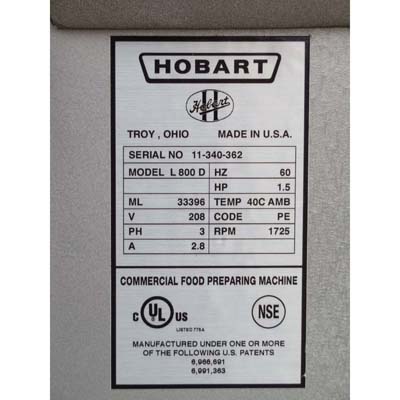 HOBART
Hobart
TROY, OHIO MADE IN U.S.A.
SERIAL NO 11-340-362
MODEL L 800 D HZ 60
HP 1.5
ML 33396 TEMP 40C AMB
V 208 CODE PE
PH 3 RPM 1725
A 2.8
COMMERCIAL FOOD PREPARING MACHINE
C UL US NSE
LISTED 778A
MANUFACTURED UNDER ONE OR MORE
OF THE FOLLOWING U.S. PATENTS
6,966,691
6,991,363